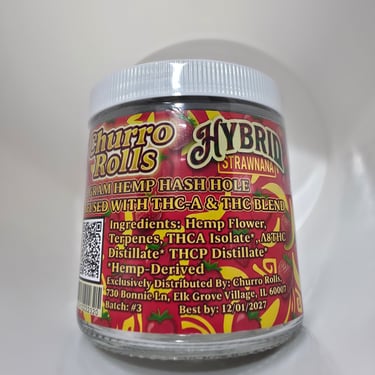 Churro
Rolls
HYBRID
STRAWNANA
GRAM HEMP HASH HOLE
WITH THC-A & THC BLEND
Ingredients: Hemp Flower,
Terpenes, THCA Isolate*, Δ8THC
Distillate* THCP Distillate*
*Hemp-Derived
Exclusively Distributed By: Churro Rolls,
730 Bonnie Ln, Elk Grove Village, IL 60007
Batch: #3 Best by: 12/01/2027